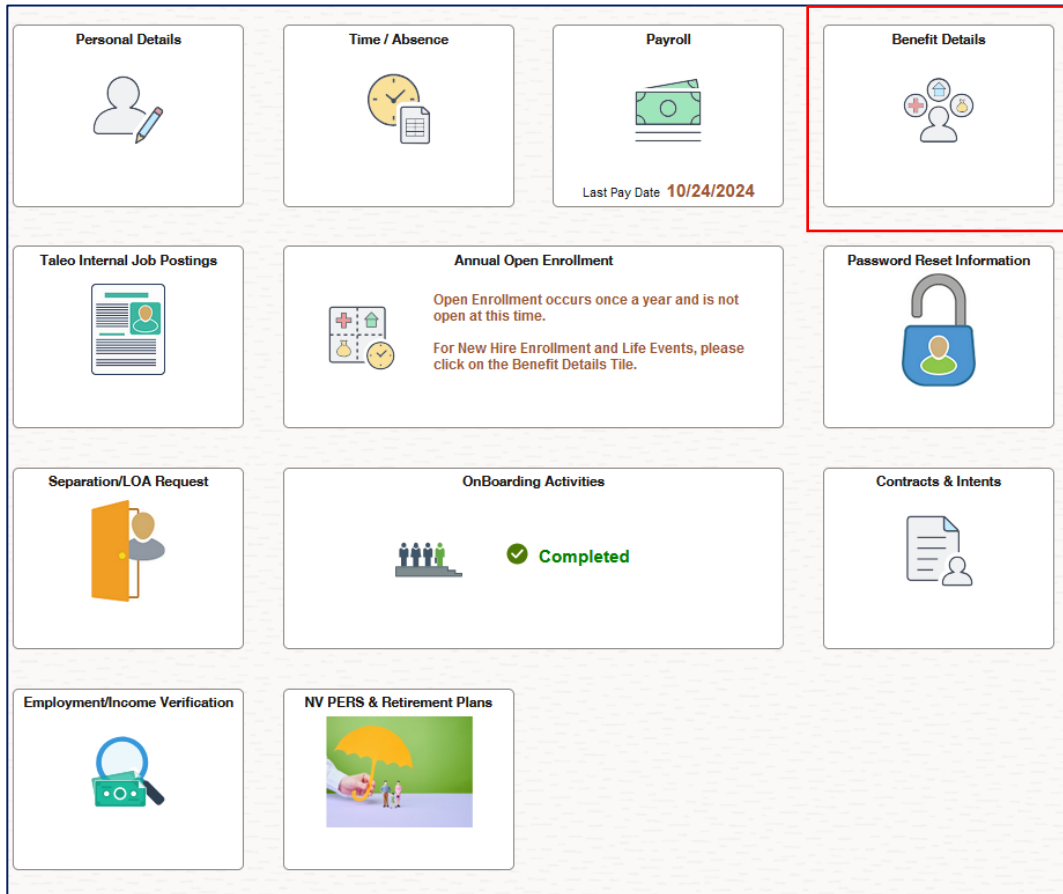 Personal Details
Time / Absence
Payroll
Last Pay Date 10/24/2024
Benefit Details
Taleo Internal Job Postings
Annual Open Enrollment
Open Enrollment occurs once a year and is not
open at this time.
For New Hire Enrollment and Life Events, please
click on the Benefit Details Tile.
Password Reset Information
Separation/LOA Request
OnBoarding Activities
Completed
Contracts & Intents
Employment/Income Verification
NV PERS & Retirement Plans